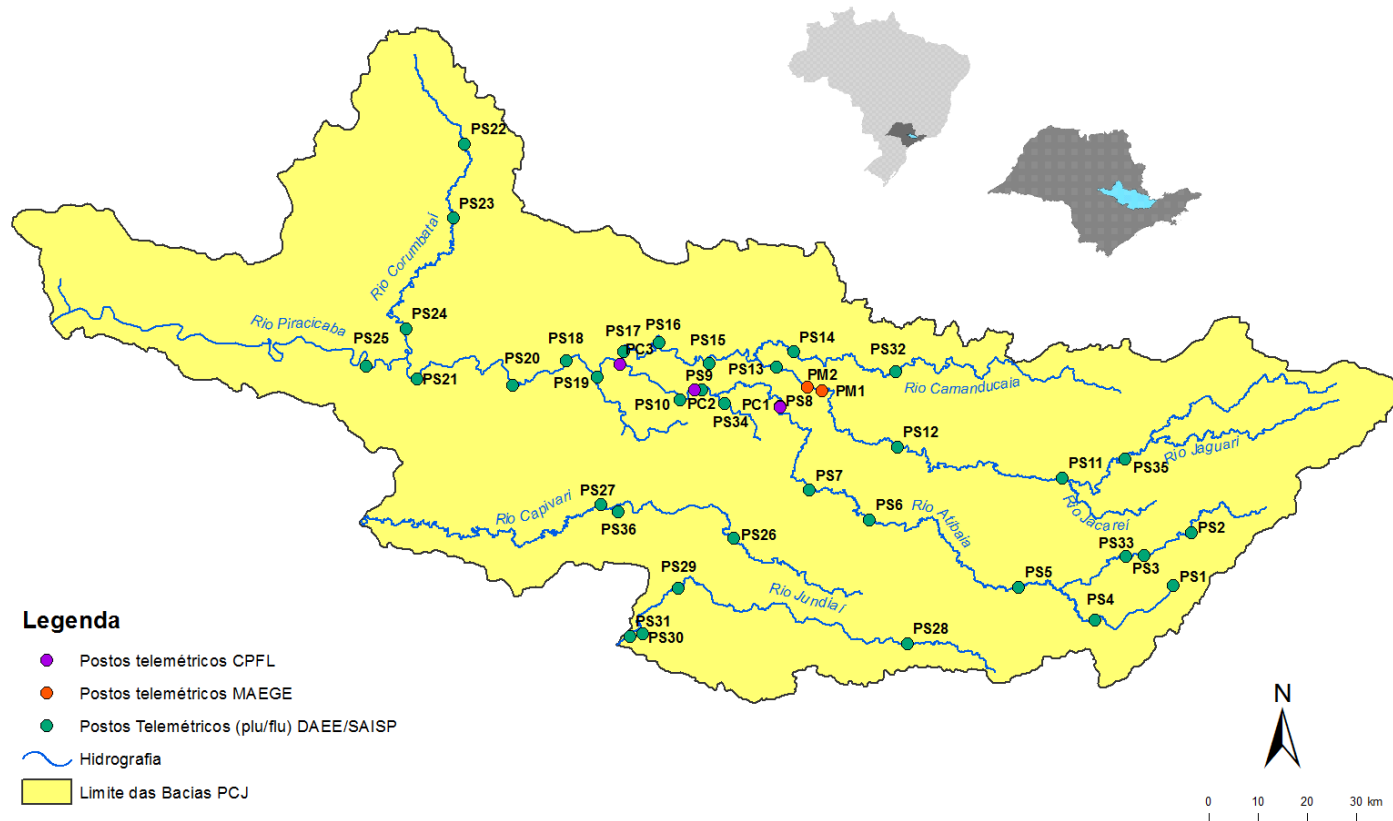 PS22
PS23
Rio Corumbataí
PS24
Rio Piracicaba
PS25
PS21
PS20
PS18
PS17
PC3
PS16
PS19
PS15
PS14
PS13
PS32
PM2
PM1
Rio Camanducaia
PS9
PS10
PC2
PS34
PC1
PS8
PS12
PS11
PS35
Rio Jaguari
Rio Jacareí
PS7
PS6
Rio Atibaia
PS27
PS36
Rio Capivari
PS26
PS33
PS3
PS2
PS1
PS5
PS4
PS29
Rio Jundiaí
PS31
PS30
PS28
Legenda
Postos telemétricos CPFL
Postos telemétricos MAEGE
Postos Telemétricos (plu/flu) DAEE/SAISP
Hidrografia
Limite das Bacias PCJ
N
0 10 20 30 km